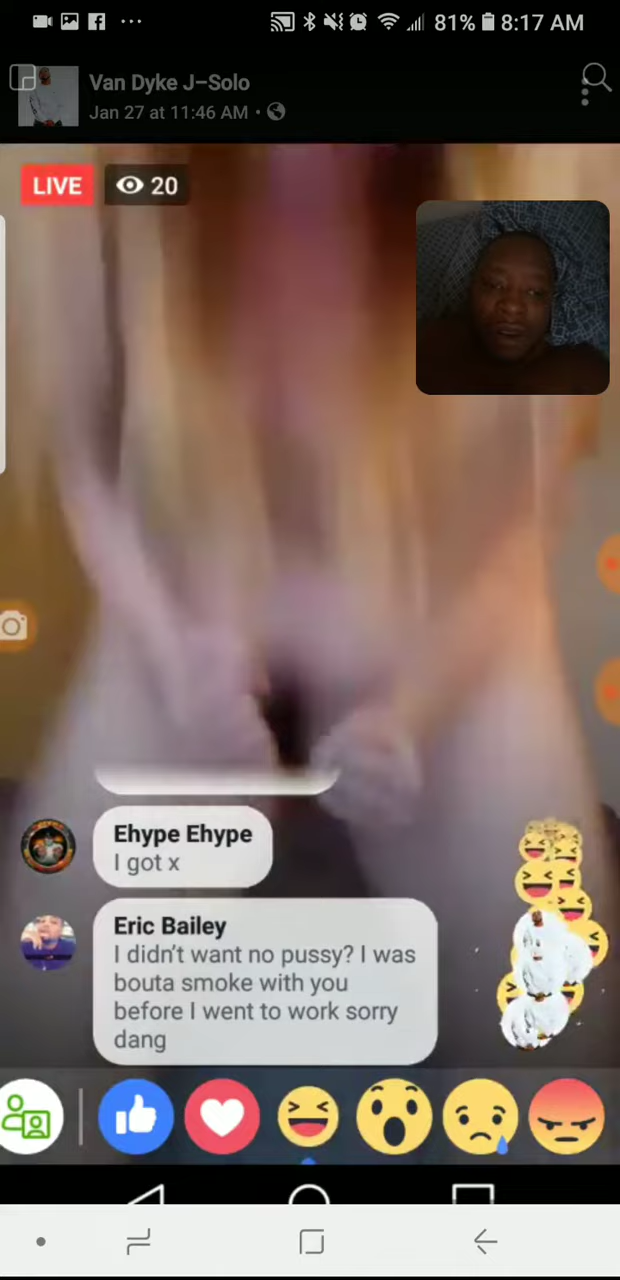 81% 8:17 AM
Van Dyke J-Solo
Jan 27 at 11:46 AM •
LIVE 20
Ehype Ehype
I got x
Eric Bailey
I didn't want no pussy? I was
bouta smoke with you
before I went to work sorry
dang